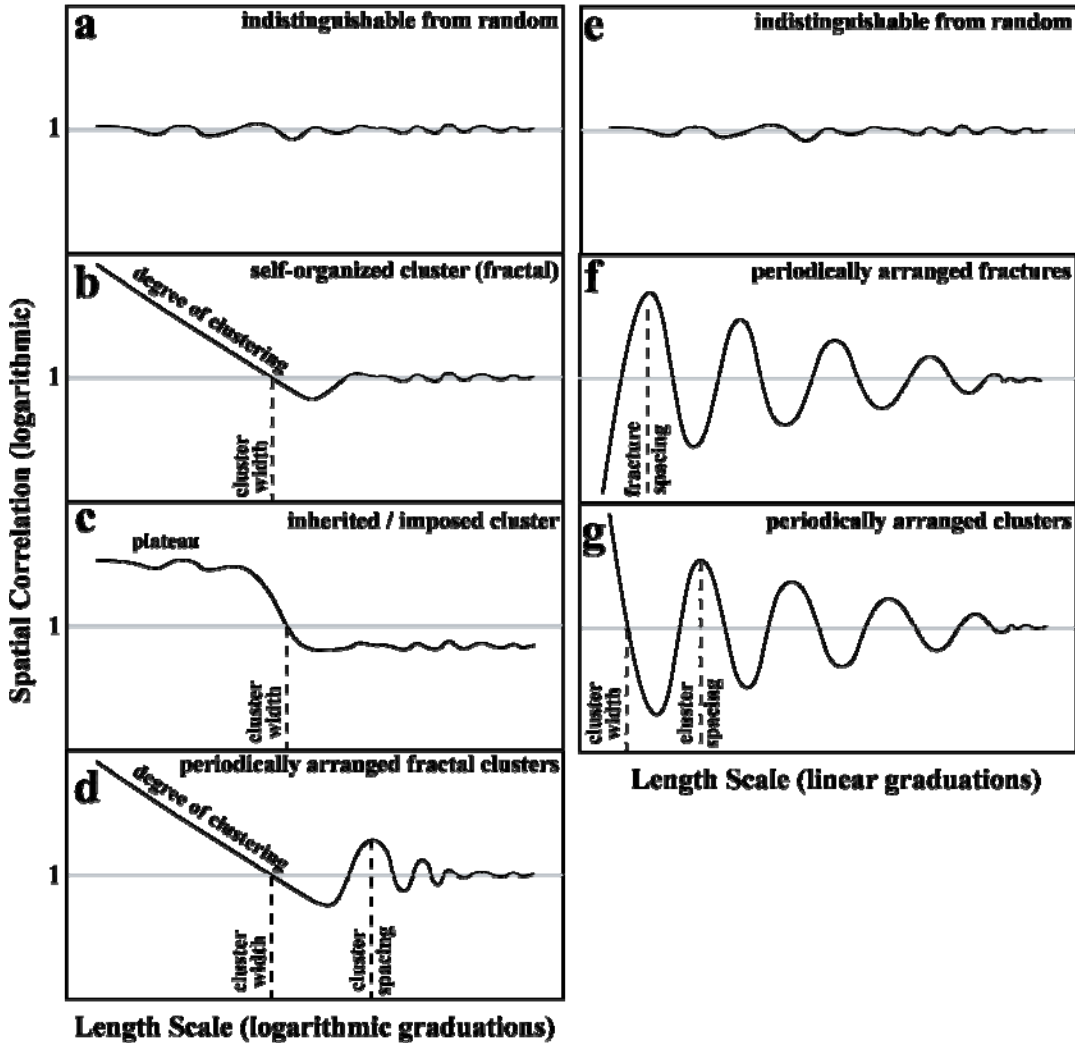 a
indistinguishable from random
1
b
self-organized cluster (fractal)
degree of clustering
1
cluster
width
c
inherited / imposed cluster
plateau
1
cluster
width
d
periodically arranged fractal clusters
degree of clustering
1
cluster
width
cluster
spacing
Spatial Correlation (logarithmic)
Length Scale (logarithmic graduations)
e
indistinguishable from random
f
periodically arranged fractures
fracture
spacing
g
periodically arranged clusters
cluster
width
cluster
spacing
Length Scale (linear graduations)